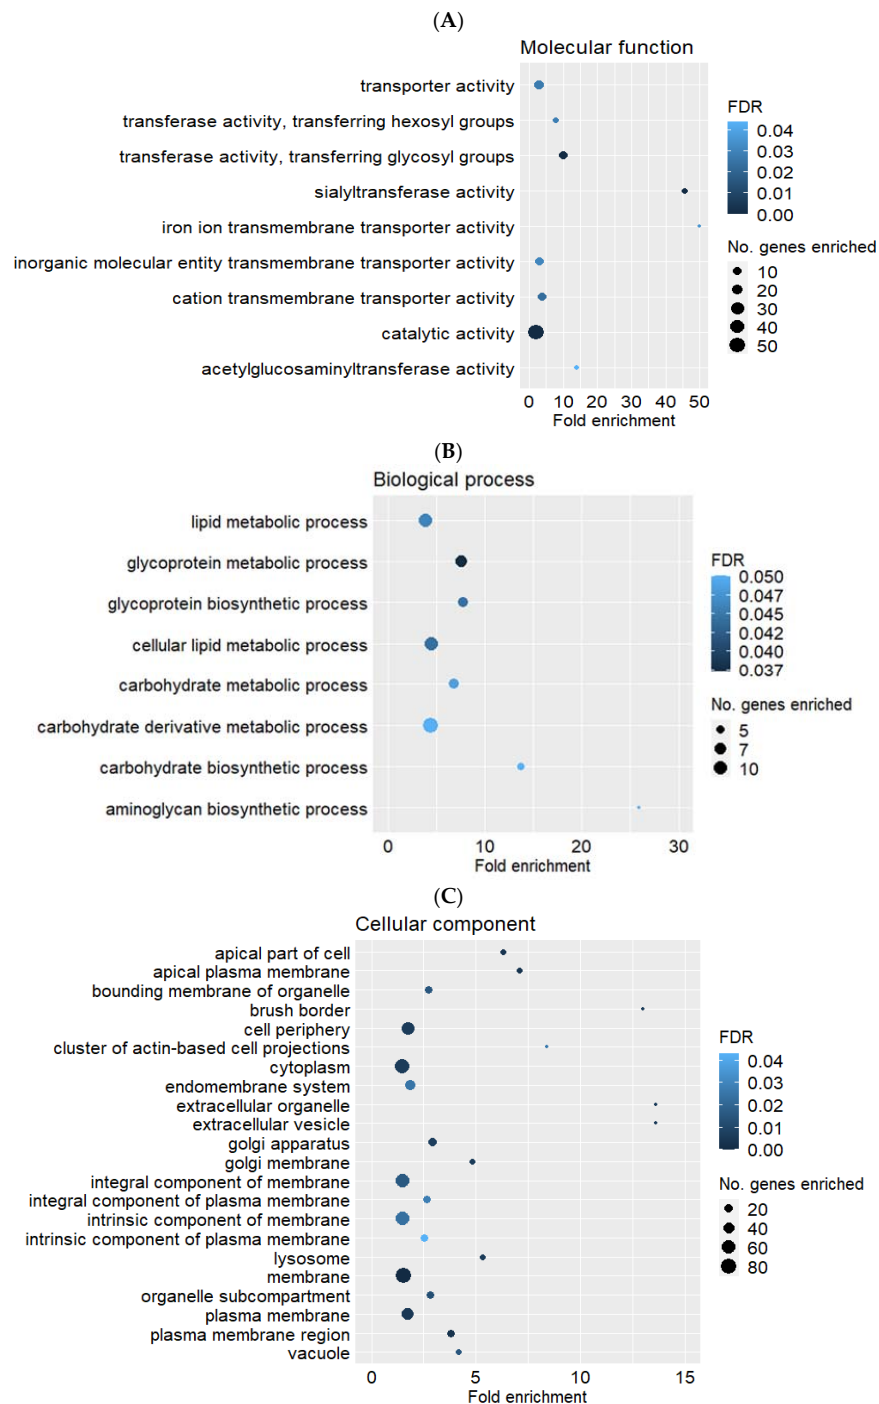 (A)
Molecular function
transporter activity
transferase activity, transferring hexosyl groups
transferase activity, transferring glycosyl groups
sialyltransferase activity
iron ion transmembrane transporter activity
inorganic molecular entity transmembrane transporter activity
cation transmembrane transporter activity
catalytic activity
acetylglucosaminyltransferase activity
0 10 20 30 40 50
Fold enrichment
FDR
0.04
0.03
0.02
0.01
0.00
No. genes enriched
10
20
30
40
50
(B)
Biological process
lipid metabolic process
glycoprotein metabolic process
glycoprotein biosynthetic process
cellular lipid metabolic process
carbohydrate metabolic process
carbohydrate derivative metabolic process
carbohydrate biosynthetic process
aminoglycan biosynthetic process
0 10 20 30
Fold enrichment
FDR
0.050
0.047
0.045
0.042
0.040
0.037
No. genes enriched
5
7
10
(C)
Cellular component
apical part of cell
apical plasma membrane
bounding membrane of organelle
brush border
cell periphery
cluster of actin-based cell projections
cytoplasm
endomembrane system
extracellular organelle
extracellular vesicle
golgi apparatus
golgi membrane
integral component of membrane
integral component of plasma membrane
intrinsic component of membrane
intrinsic component of plasma membrane
lysosome
membrane
organelle subcompartment
plasma membrane
plasma membrane region
vacuole
0 5 10 15
Fold enrichment
FDR
0.04
0.03
0.02
0.01
0.00
No. genes enriched
20
40
60
80